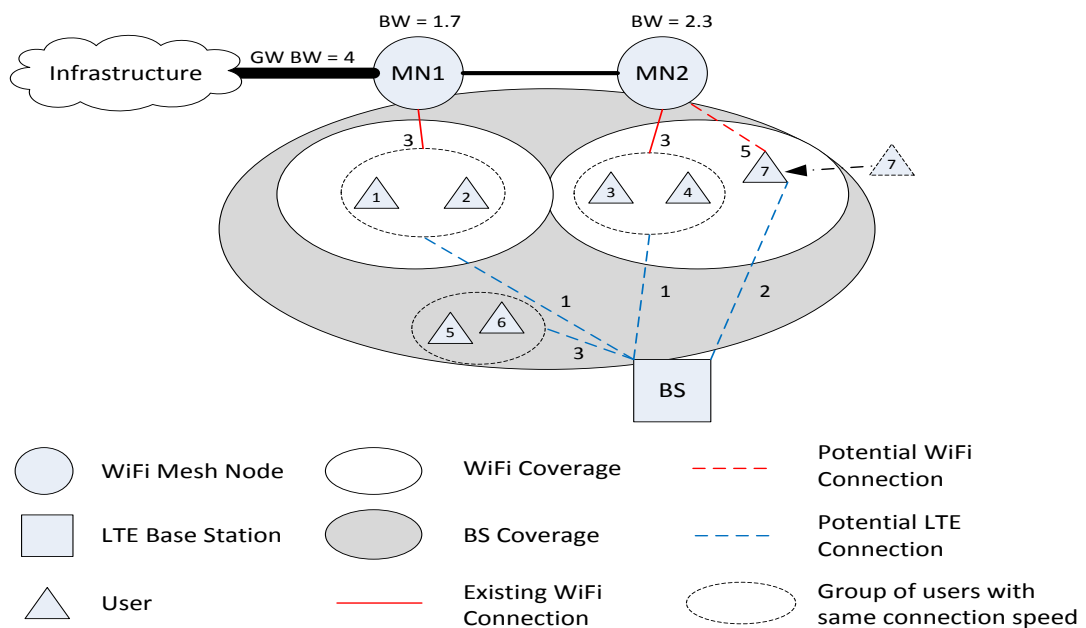 BW = 1.7
BW = 2.3
GW BW = 4
Infrastructure
MN1
MN2
3
3
5
7
7
1
2
3
4
1
1
2
5
6
3
BS
WiFi Mesh Node
WiFi Coverage
Potential WiFi
Connection
LTE Base Station
BS Coverage
Potential LTE
Connection
User
Existing WiFi
Connection
Group of users with
same connection speed